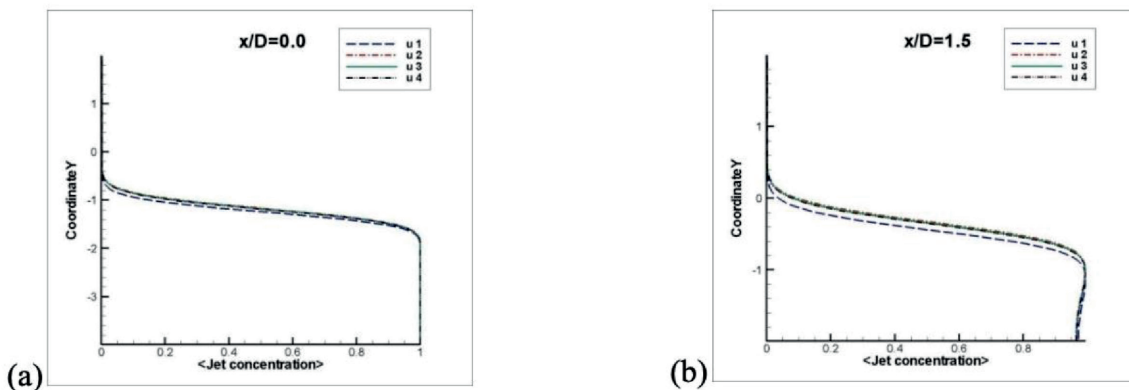 x/D=0.0
u 1
u 2
u 3
u 4
1
0
-1
-2
-3
CoordinateY
0
0.2
0.4
0.6
0.8
1
<Jet concentration>
(a)
x/D=1.5
u 1
u 2
u 3
u 4
1
0
-1
CoordinateY
0
0.2
0.4
0.6
0.8
<Jet concentration>
(b)